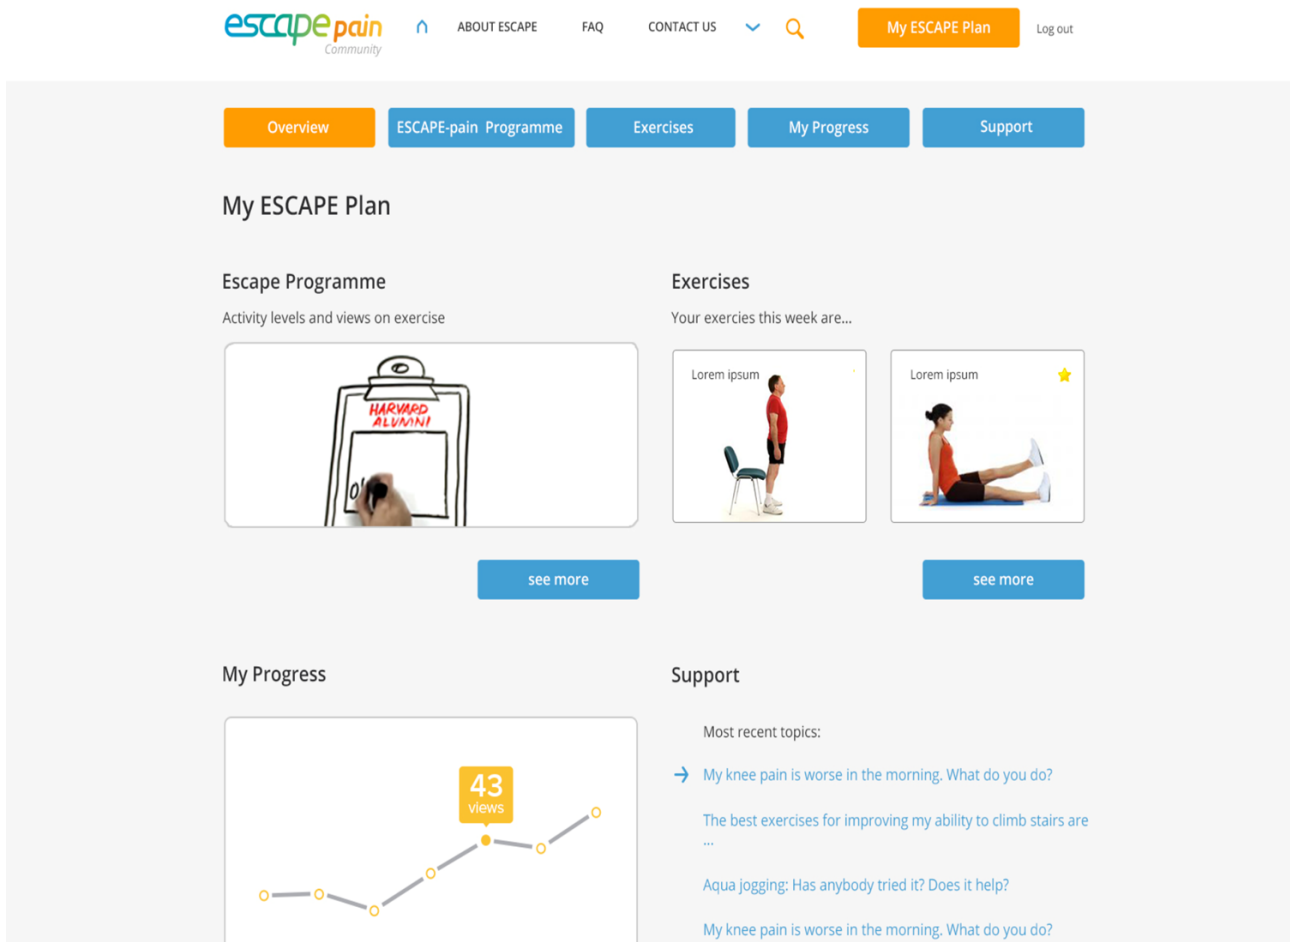 escape pain
Community
ABOUT ESCAPE
FAQ
CONTACT US
My ESCAPE Plan
Log out
Overview
ESCAPE-pain Programme
Exercises
My Progress
Support
My ESCAPE Plan
Escape Programme
Activity levels and views on exercise
HARVARD
ALUMNI
Exercises
Your exercies this week are...
Lorem ipsum
Lorem ipsum
see more
see more
My Progress
43
views
Support
Most recent topics:
My knee pain is worse in the morning. What do you do?
The best exercises for improving my ability to climb stairs are
...
Aqua jogging: Has anybody tried it? Does it help?
My knee pain is worse in the morning. What do you do?